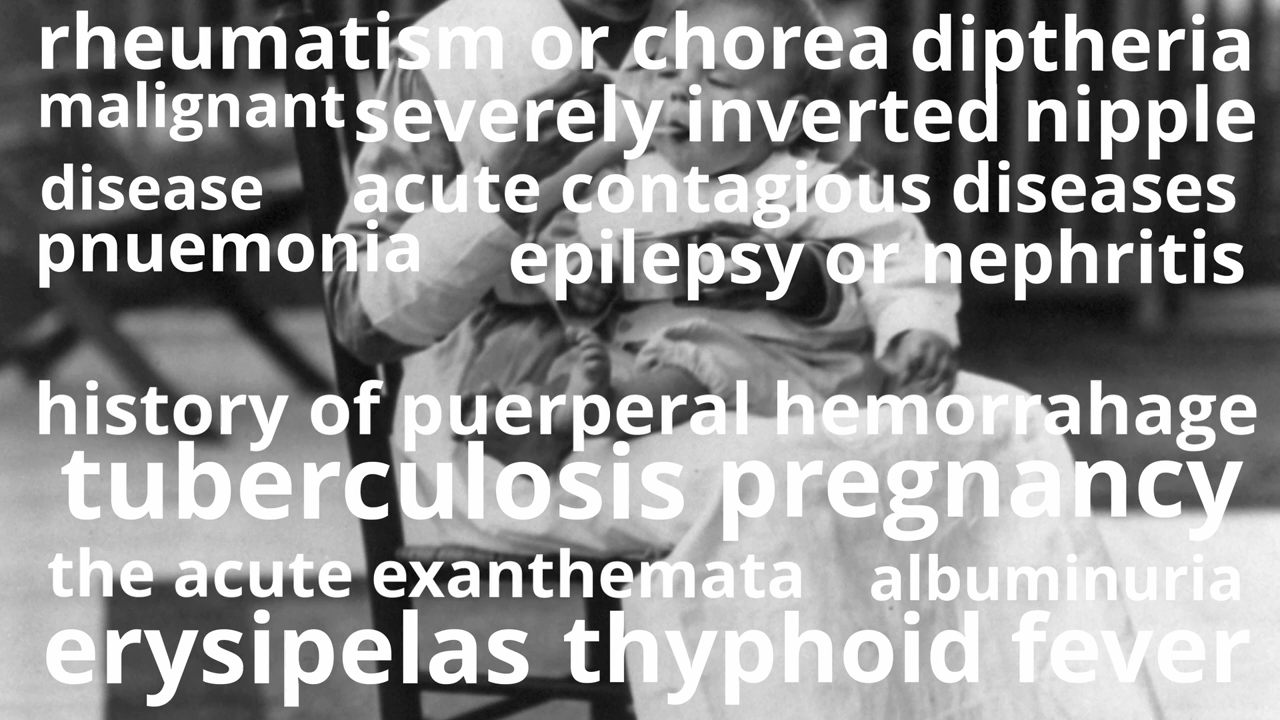 rheumatism or chorea diptheria
malignant severely inverted nipple
disease acute contagious diseases
pnuemonia epilepsy or nephritis
history of puerperal hemorrahage
tuberculosis pregnancy
the acute exanthemata albuminuria
erysipelas thyphoid fever